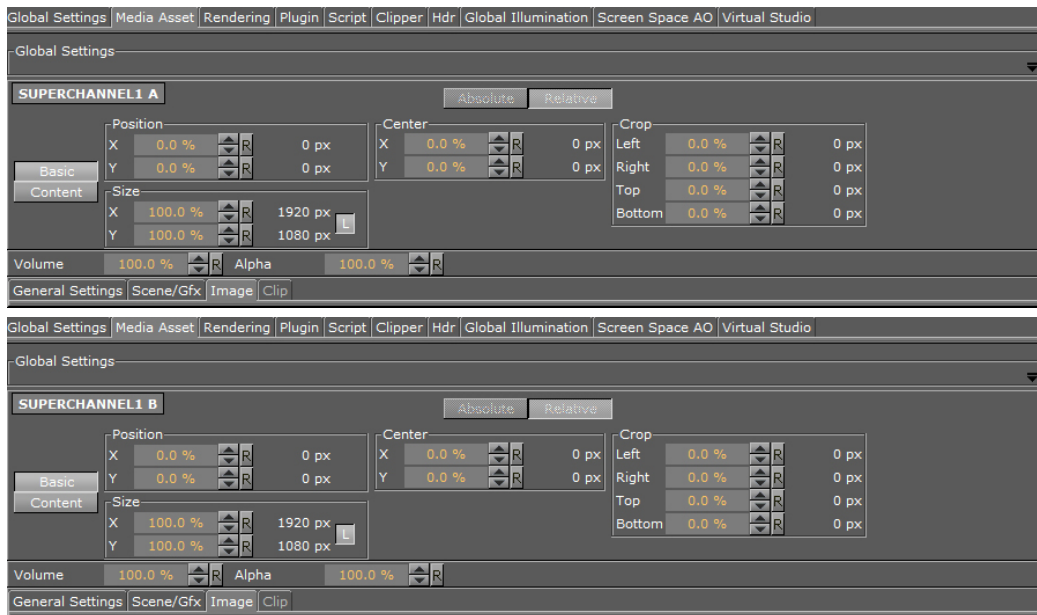 Global Settings Media Asset Rendering Plugin Script Clipper Hdr Global Illumination Screen Space AO Virtual Studio
Global Settings
SUPERCHANNEL1 A
Absolute Relative
Position Center Crop
X 0.0 % R 0 px X 0.0 % R 0 px Left 0.0 % R 0 px
Basic Y 0.0 % R 0 px Y 0.0 % R 0 px Right 0.0 % R 0 px
Content Size Top 0.0 % R 0 px
X 100.0 % R 1920 px L Bottom 0.0 % R 0 px
Y 100.0 % R 1080 px
Volume 100.0 % R Alpha 100.0 % R
General Settings Scene/Gfx Image Clip
Global Settings Media Asset Rendering Plugin Script Clipper Hdr Global Illumination Screen Space AO Virtual Studio
Global Settings
SUPERCHANNEL1 B
Absolute Relative
Position Center Crop
X 0.0 % R 0 px X 0.0 % R 0 px Left 0.0 % R 0 px
Basic Y 0.0 % R 0 px Y 0.0 % R 0 px Right 0.0 % R 0 px
Content Size Top 0.0 % R 0 px
X 100.0 % R 1920 px L Bottom 0.0 % R 0 px
Y 100.0 % R 1080 px
Volume 100.0 % R Alpha 100.0 % R
General Settings Scene/Gfx Image Clip